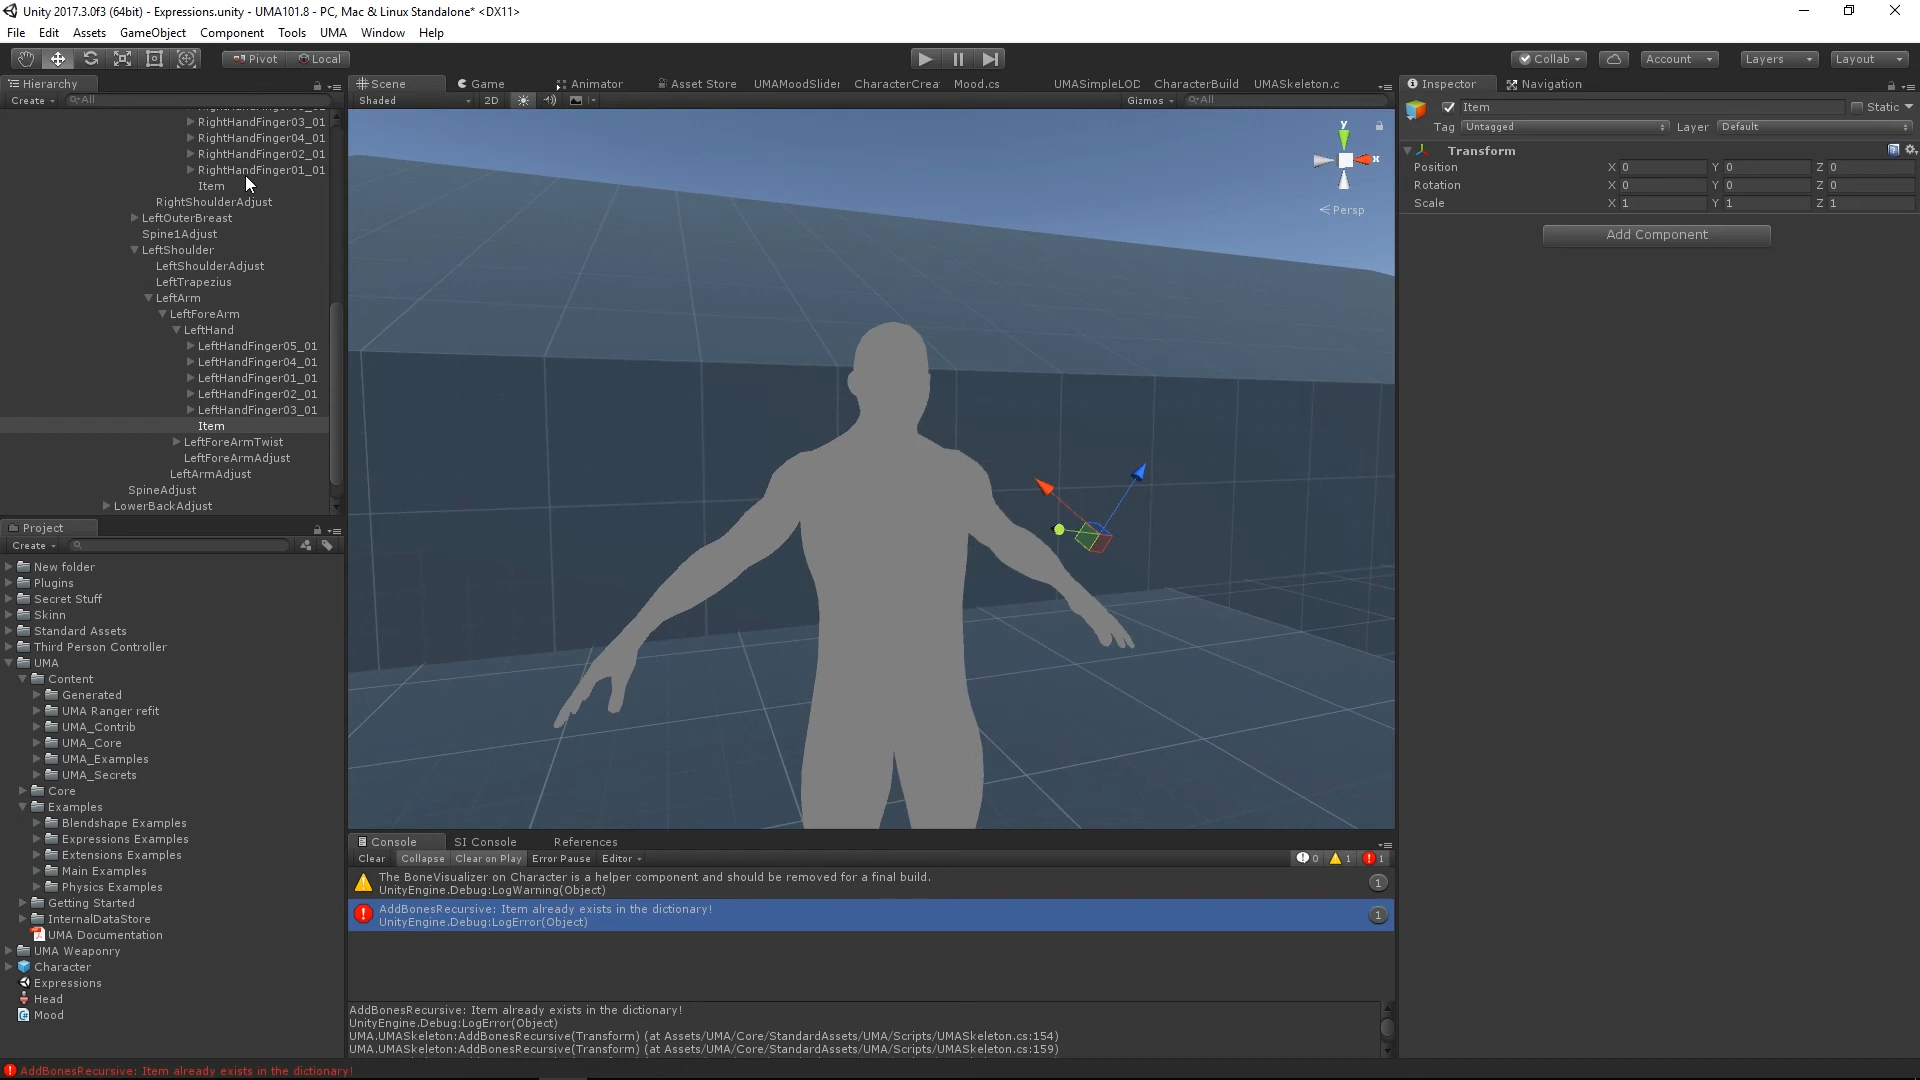 Unity 2017.3.0f3 (64bit) - Expressions.unity - UMA101.8 - PC, Mac & Linux Standalone* <DX11>
File Edit Assets GameObject Component Tools UMA Window Help
Pivot Local Collab Account Layers Layout
Hierarchy
Create All
RightHandFinger03_01
RightHandFinger04_01
RightHandFinger02_01
RightHandFinger01_01
Item
RightShoulderAdjust
LeftOuterBreast
Spine1Adjust
LeftShoulder
LeftShoulderAdjust
LeftTrapezius
LeftArm
LeftForeArm
LeftHand
LeftHandFinger05_01
LeftHandFinger04_01
LeftHandFinger01_01
LeftHandFinger02_01
LeftHandFinger03_01
Item
LeftForeArmTwist
LeftForeArmAdjust
LeftArmAdjust
SpineAdjust
LowerBackAdjust
Project
Create
New folder
Plugins
Secret Stuff
Skinn
Standard Assets
Third Person Controller
UMA
Content
Generated
UMA Ranger refit
UMA_Contrib
UMA_Core
UMA_Examples
UMA_Secrets
Core
Examples
Blendshape Examples
Expressions Examples
Extensions Examples
Main Examples
Physics Examples
Getting Started
InternalDataStore
UMA Documentation
UMA Weaponry
Character
Expressions
Head
Mood
Scene Game Animator Asset Store UMAMoodSlider CharacterCrea Mood.cs UMASimpleLOD CharacterBuild UMASkeleton.c
Shaded 2D Gizmos All
y
x
Persp
Console SI Console References
Clear Collapse Clear on Play Error Pause Editor 0 1 1
The BoneVisualizer on Character is a helper component and should be removed for a final build.
UnityEngine.Debug:LogWarning(Object)
1
AddBonesRecursive: Item already exists in the dictionary!
UnityEngine.Debug:LogError(Object)
1
AddBonesRecursive: Item already exists in the dictionary!
UnityEngine.Debug:LogError(Object)
UMA.UMASkeleton:AddBonesRecursive(Transform) (at Assets/UMA/Core/StandardAssets/UMA/Scripts/UMASkeleton.cs:154)
UMA.UMASkeleton:AddBonesRecursive(Transform) (at Assets/UMA/Core/StandardAssets/UMA/Scripts/UMASkeleton.cs:159)
Inspector Navigation
Item Static
Tag Untagged Layer Default
Transform
Position X 0 Y 0 Z 0
Rotation X 0 Y 0 Z 0
Scale X 1 Y 1 Z 1
Add Component
AddBonesRecursive: Item already exists in the dictionary!